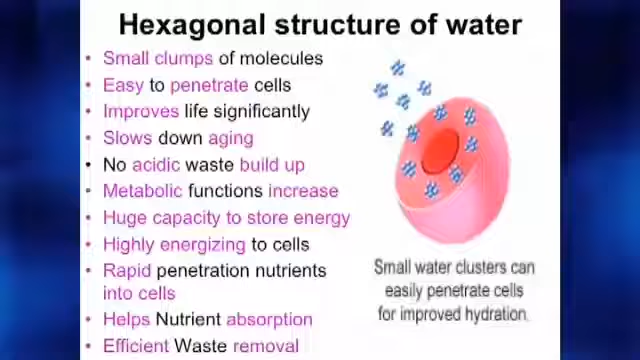 Hexagonal structure of water
• Small clumps of molecules
• Easy to penetrate cells
• Improves life significantly
• Slows down aging
• No acidic waste build up
• Metabolic functions increase
• Huge capacity to store energy
• Highly energizing to cells
• Rapid penetration nutrients
into cells
• Helps Nutrient absorption
• Efficient Waste removal
Small water clusters can
easily penetrate cells
for improved hydration.